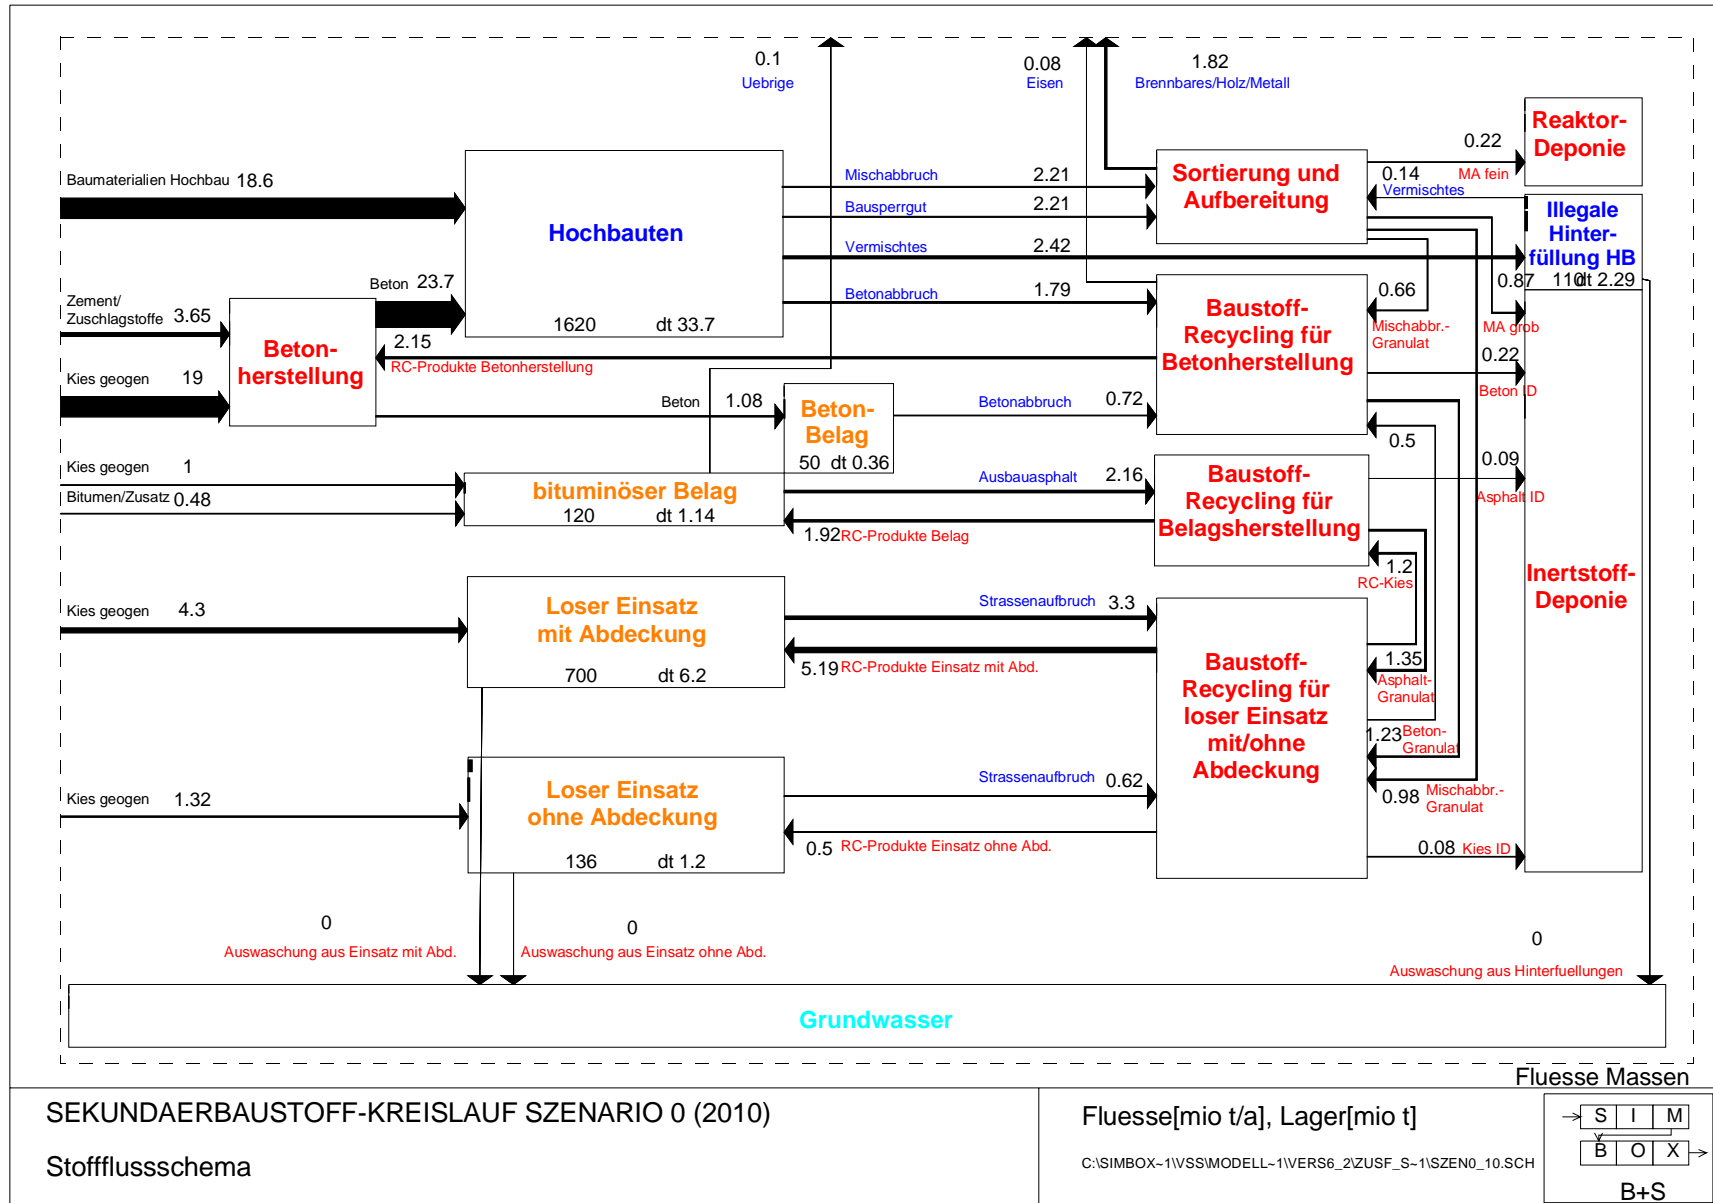 0.1
Uebrige
0.08
Eisen
1.82
Brennbares/Holz/Metall
Reaktor-
Deponie
0.22
MA fein
0.14
Vermischtes
Baumaterialien Hochbau 18.6
Hochbauten
1620 dt 33.7
Mischabbruch 2.21
Bausperrgut 2.21
Vermischtes 2.42
Betonabbruch 1.79
Sortierung und
Aufbereitung
Illegale
Hinter-
füllung HB
110 dt 2.29
0.87
MA grob
0.66
Mischabbr.-
Granulat
Zement/
Zuschlagstoffe 3.65
Beton 23.7
Beton-
herstellung
2.15
RC-Produkte Betonherstellung
Kies geogen 19
Baustoff-
Recycling für
Betonherstellung
0.22
Beton ID
Beton 1.08
Beton-
Belag
50 dt 0.36
Betonabbruch 0.72
0.5
Kies geogen 1
Bitumen/Zusatz 0.48
bituminöser Belag
120 dt 1.14
Ausbauasphalt 2.16
1.92 RC-Produkte Belag
Baustoff-
Recycling für
Belagsherstellung
0.09
Asphalt ID
1.2
RC-Kies
Inertstoff-
Deponie
Kies geogen 4.3
Loser Einsatz
mit Abdeckung
700 dt 6.2
Strassenaufbruch 3.3
5.19 RC-Produkte Einsatz mit Abd.
Baustoff-
Recycling für
loser Einsatz
mit/ohne
Abdeckung
1.35
Asphalt-
Granulat
1.23 Beton-
Granulat
0.98 Mischabbr.-
Granulat
Kies geogen 1.32
Loser Einsatz
ohne Abdeckung
136 dt 1.2
Strassenaufbruch 0.62
0.5 RC-Produkte Einsatz ohne Abd.
0.08 Kies ID
0
Auswaschung aus Einsatz mit Abd.
0
Auswaschung aus Einsatz ohne Abd.
0
Auswaschung aus Hinterfuellungen
Grundwasser
Fluesse Massen
SEKUNDAERBAUSTOFF-KREISLAUF SZENARIO 0 (2010)
Stoffflussschema
Fluesse[mio t/a], Lager[mio t]
C:\SIMBOX~1\VSS\MODELL~1\VERS6_2\ZUSF_S~1\SZEN0_10.SCH
S I M
B O X
B+S